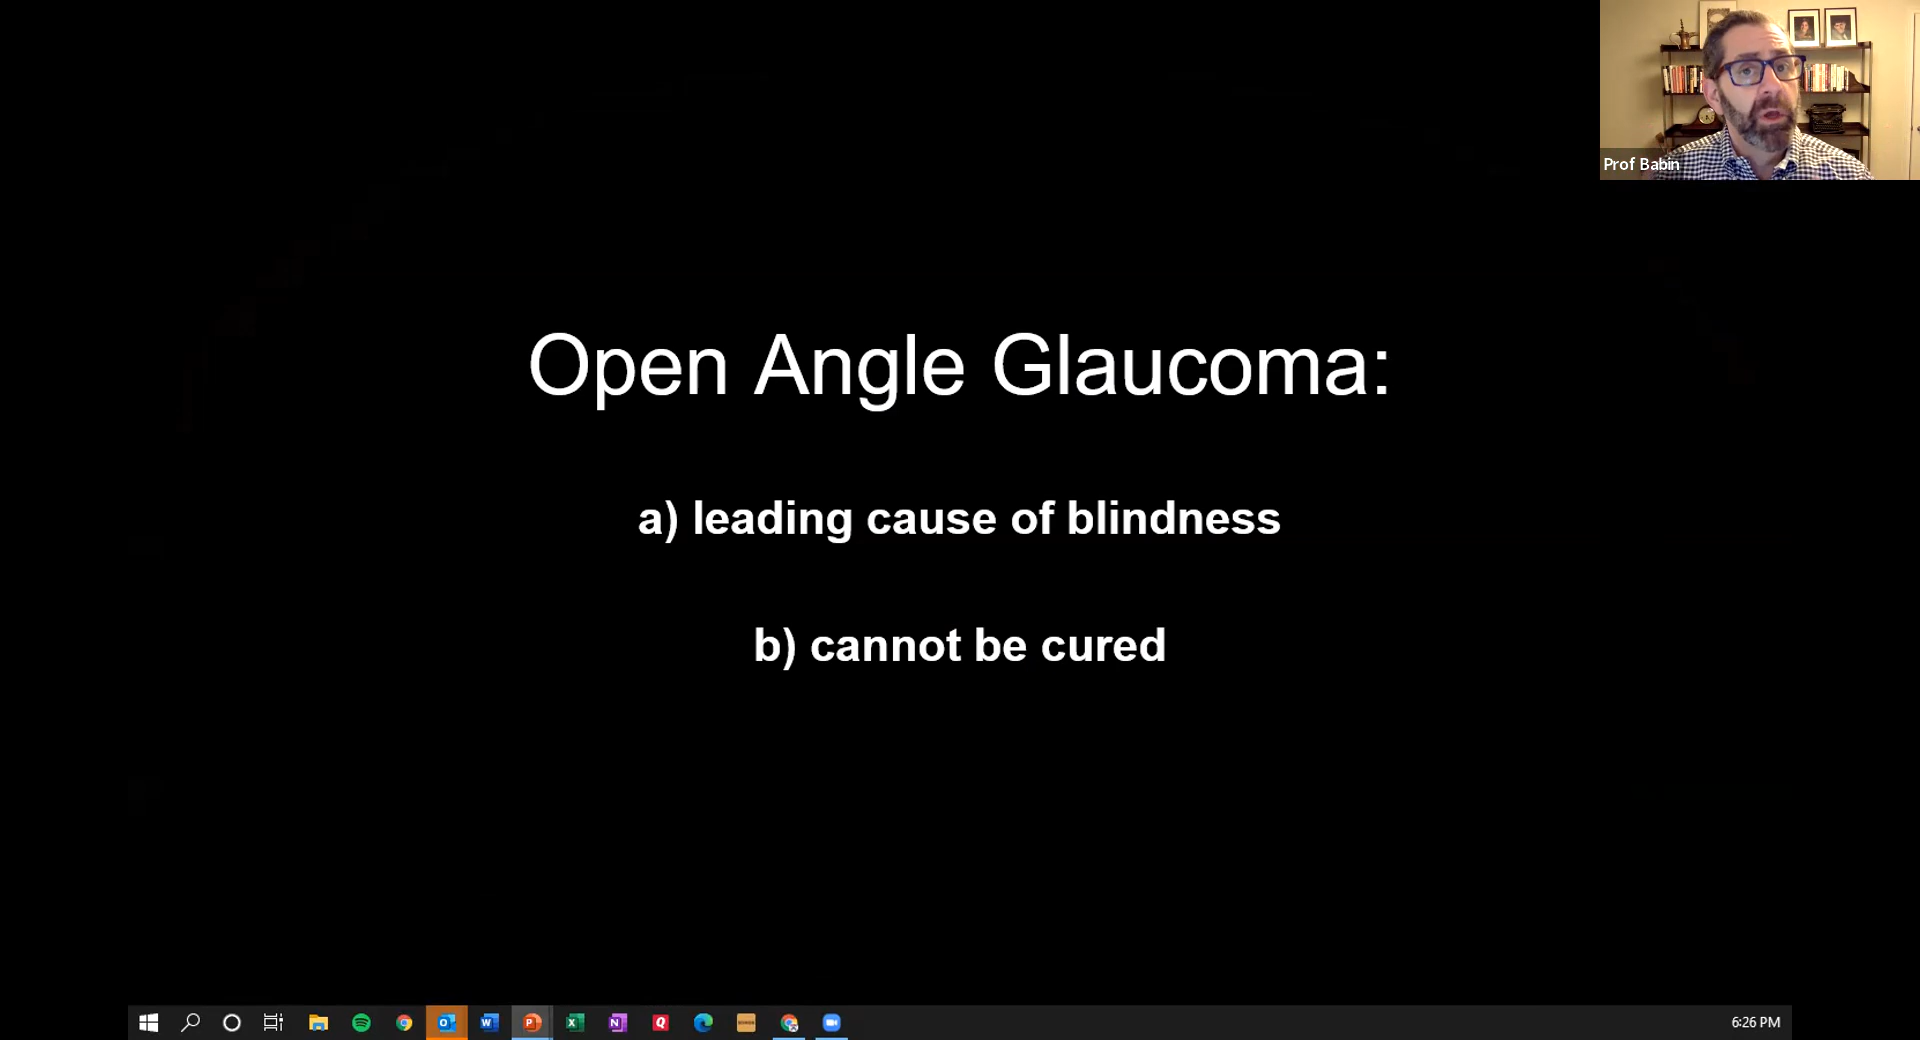 Prof Babin
Open Angle Glaucoma:
a) leading cause of blindness
b) cannot be cured
6:26 PM